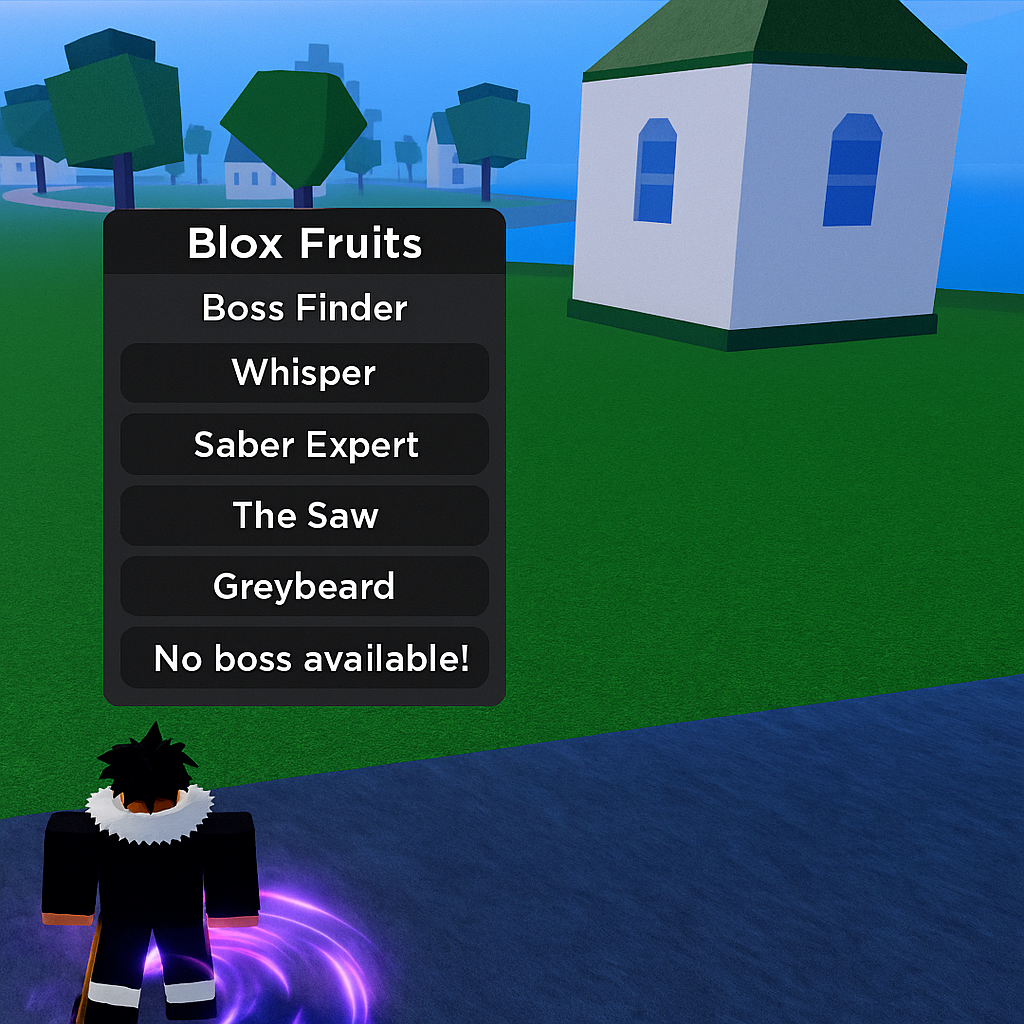 Blox Fruits
Boss Finder
Whisper
Saber Expert
The Saw
Greybeard
No boss available!